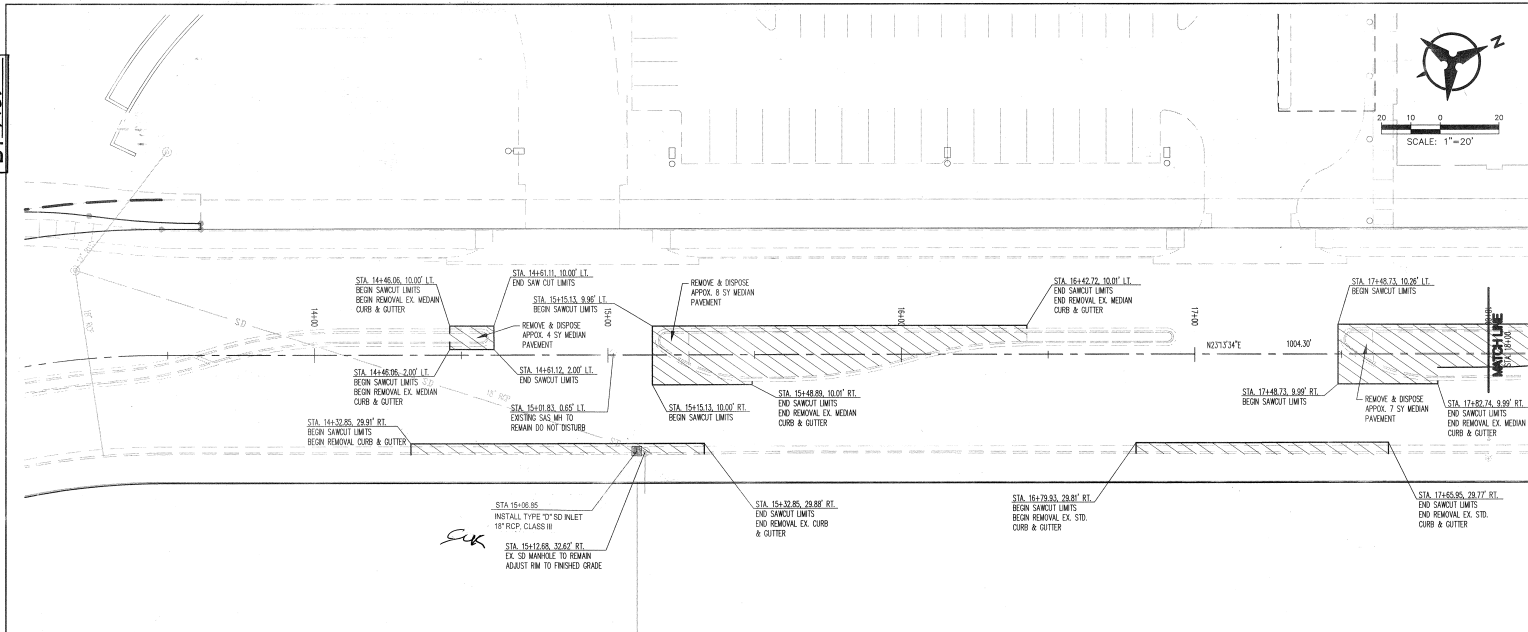 Z
20 10 0 20
SCALE: 1"=20'
STA. 14+46.06, 10.00' LT.
BEGIN SAWCUT LIMITS
BEGIN REMOVAL EX. MEDIAN
CURB & GUTTER
STA. 14+61.11, 10.00' LT.
END SAW CUT LIMITS
STA. 15+15.13, 9.96' LT.
BEGIN SAWCUT LIMITS
REMOVE & DISPOSE
APPOX. 8 SY MEDIAN
PAVEMENT
STA. 16+42.72, 10.01' LT.
END SAWCUT LIMITS
END REMOVAL EX. MEDIAN
CURB & GUTTER
STA. 17+48.73, 10.26' LT.
BEGIN SAWCUT LIMITS
14+00
15+00
16+00
17+00
MATCH LINE
STA. 18+00
18" RCP
S.D
REMOVE & DISPOSE
APPOX. 4 SY MEDIAN
PAVEMENT
N23°13'34"E 1004.30'
STA. 14+46.06, 2.00' LT.
BEGIN SAWCUT LIMITS
BEGIN REMOVAL EX. MEDIAN
CURB & GUTTER
STA. 14+61.12, 2.00' LT.
END SAWCUT LIMITS
S.D
15" RCP
STA. 15+01.83, 0.65' LT
EXISTING SAS MH TO
REMAIN DO NOT DISTURB
STA. 15+15.13, 10.00' RT.
BEGIN SAWCUT LIMITS
STA. 15+48.89, 10.01' RT.
END SAWCUT LIMITS
END REMOVAL EX. MEDIAN
CURB & GUTTER
STA. 17+48.73, 9.99' RT.
BEGIN SAWCUT LIMITS
REMOVE & DISPOSE
APPOX. 7 SY MEDIAN
PAVEMENT
STA. 17+82.74, 9.99' RT.
END SAWCUT LIMITS
END REMOVAL EX. MEDIAN
CURB & GUTTER
STA. 14+32.85, 29.91' RT.
BEGIN SAWCUT LIMITS
BEGIN REMOVAL CURB & GUTTER
S.D
STA 15+06.85
INSTALL TYPE "D" SD INLET
18" RCP, CLASS III
STA. 15+12.68, 32.62' RT.
EX. SD MANHOLE TO REMAIN
ADJUST RIM TO FINISHED GRADE
STA. 15+32.85, 29.88' RT.
END SAWCUT LIMITS
END REMOVAL EX. CURB
& GUTTER
STA. 16+79.93, 29.81' RT.
BEGIN SAWCUT LIMITS
BEGIN REMOVAL EX. STD.
CURB & GUTTER
STA. 17+65.95, 29.77' RT.
END SAWCUT LIMITS
END REMOVAL EX. STD.
CURB & GUTTER